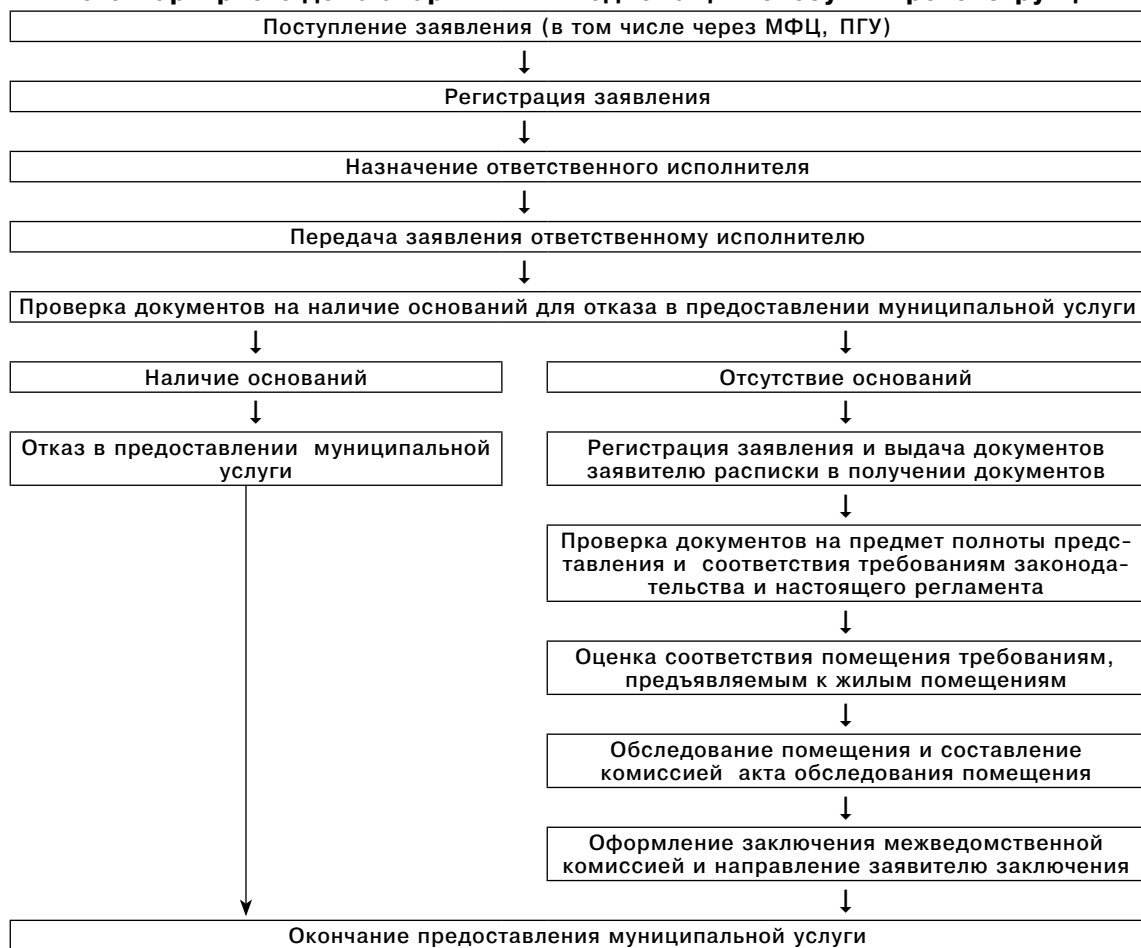 Поступление заявления (в том числе через МФЦ, ПГУ)
↓
Регистрация заявления
↓
Назначение ответственного исполнителя
↓
Передача заявления ответственному исполнителю
↓
Проверка документов на наличие оснований для отказа в предоставлении муниципальной услуги
↓ ↓
Наличие оснований
Отсутствие оснований
↓ ↓
Отказ в предоставлении муниципальной
услуги
Регистрация заявления и выдача документов
заявителю расписки в получении документов
↓
Проверка документов на предмет полноты предс-
тавления и соответствия требованиям законода-
тельства и настоящего регламента
↓
Оценка соответствия помещения требованиям,
предъявляемым к жилым помещениям
↓
Обследование помещения и составление
комиссией акта обследования помещения
↓
Оформление заключения межведомственной
комиссией и направление заявителю заключения
↓
Окончание предоставления муниципальной услуги